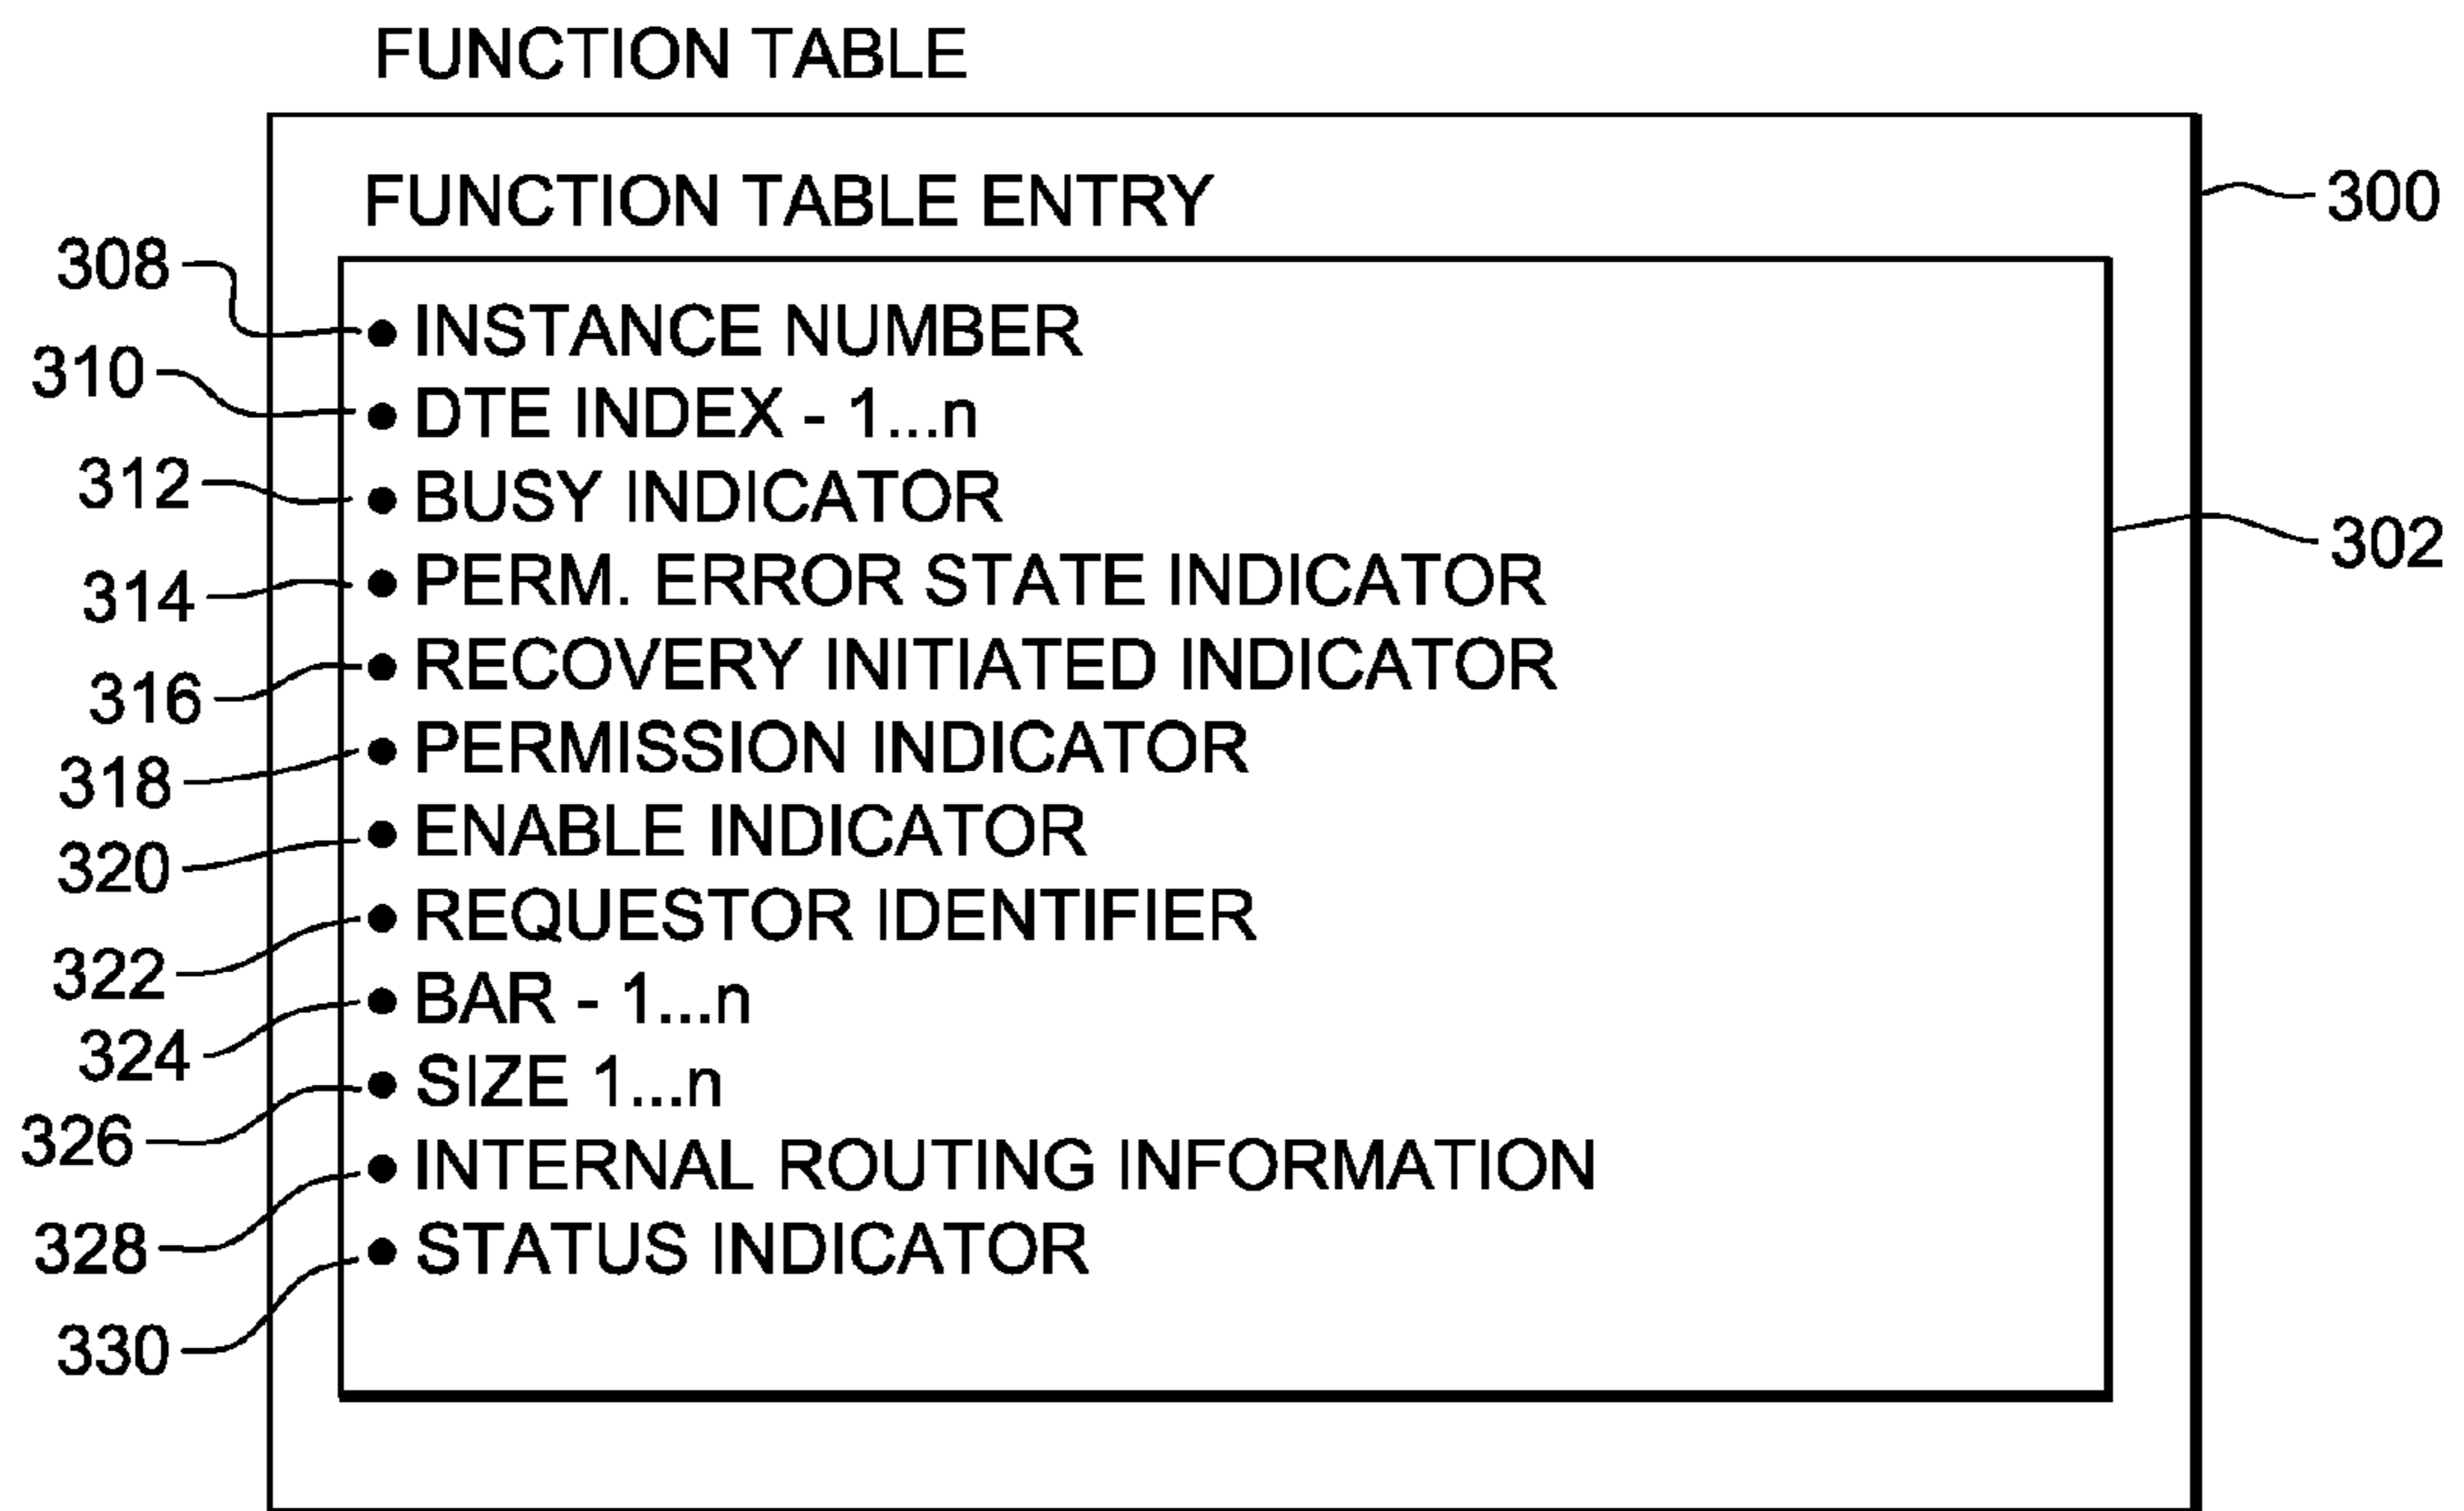 FUNCTION TABLE
FUNCTION TABLE ENTRY
300
308
● INSTANCE NUMBER
310
● DTE INDEX - 1...n
312
● BUSY INDICATOR
302
314
● PERM. ERROR STATE INDICATOR
316
● RECOVERY INITIATED INDICATOR
318
● PERMISSION INDICATOR
320
● ENABLE INDICATOR
322
● REQUESTOR IDENTIFIER
324
● BAR - 1...n
326
● SIZE 1...n
328
● INTERNAL ROUTING INFORMATION
330
● STATUS INDICATOR